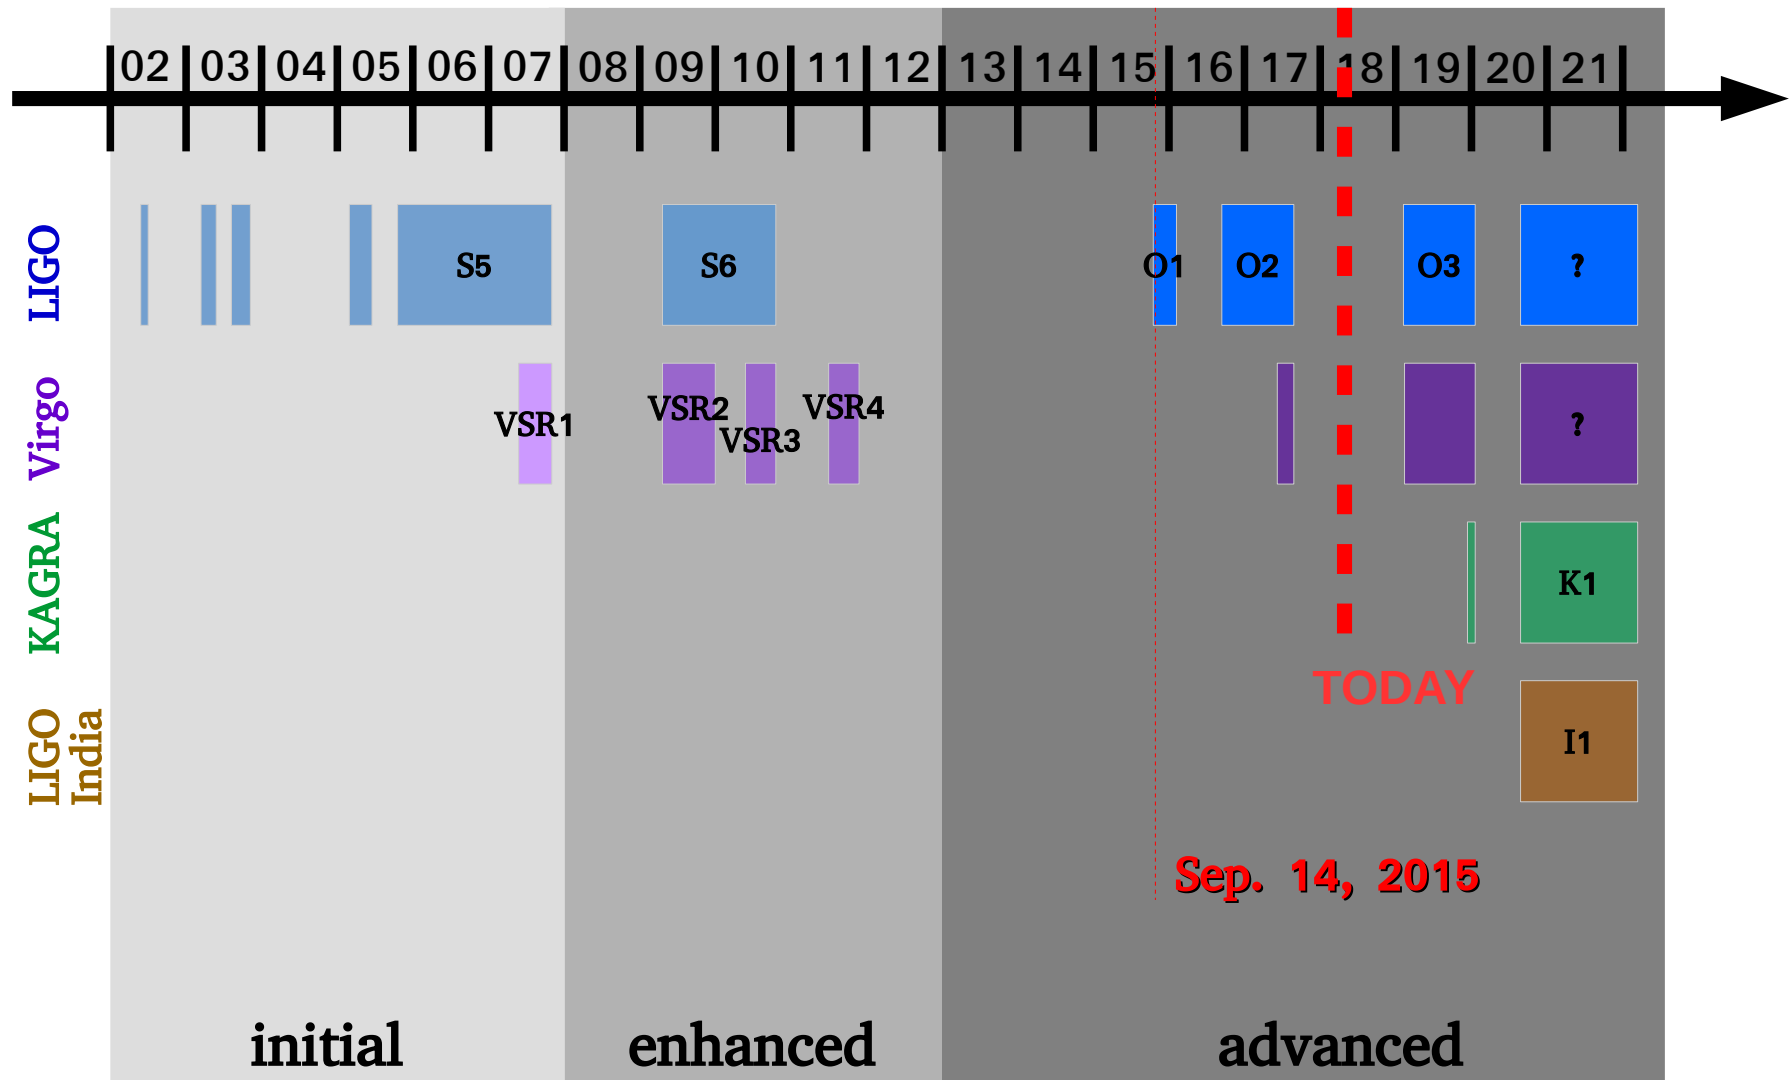 02 03 04 05 06 07 08 09 10 11 12 13 14 15 16 17 18 19 20 21
LIGO
S5 S6 O1 O2 O3 ?
Virgo
VSR1 VSR2 VSR3 VSR4 ?
KAGRA
K1
TODAY
LIGO
India
I1
Sep. 14, 2015
initial enhanced advanced